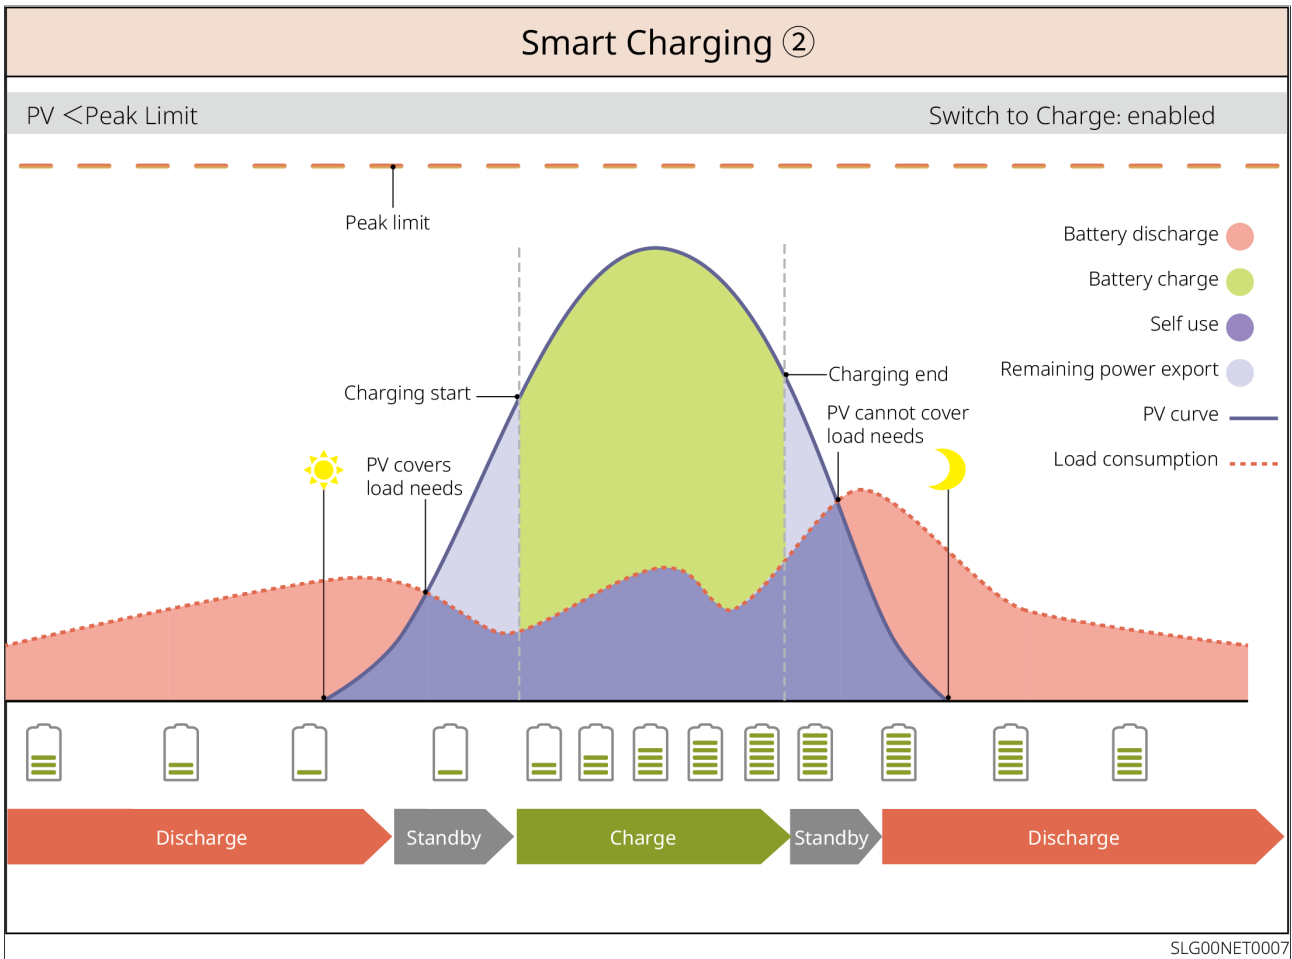 Smart Charging ②
PV ＜Peak Limit
Switch to Charge: enabled
Peak limit
Battery discharge
Battery charge
Self use
Remaining power export
PV curve
Load consumption
Charging start
Charging end
PV cannot cover
load needs
PV covers
load needs
Discharge
Standby
Charge
Standby
Discharge
SLG00NET0007